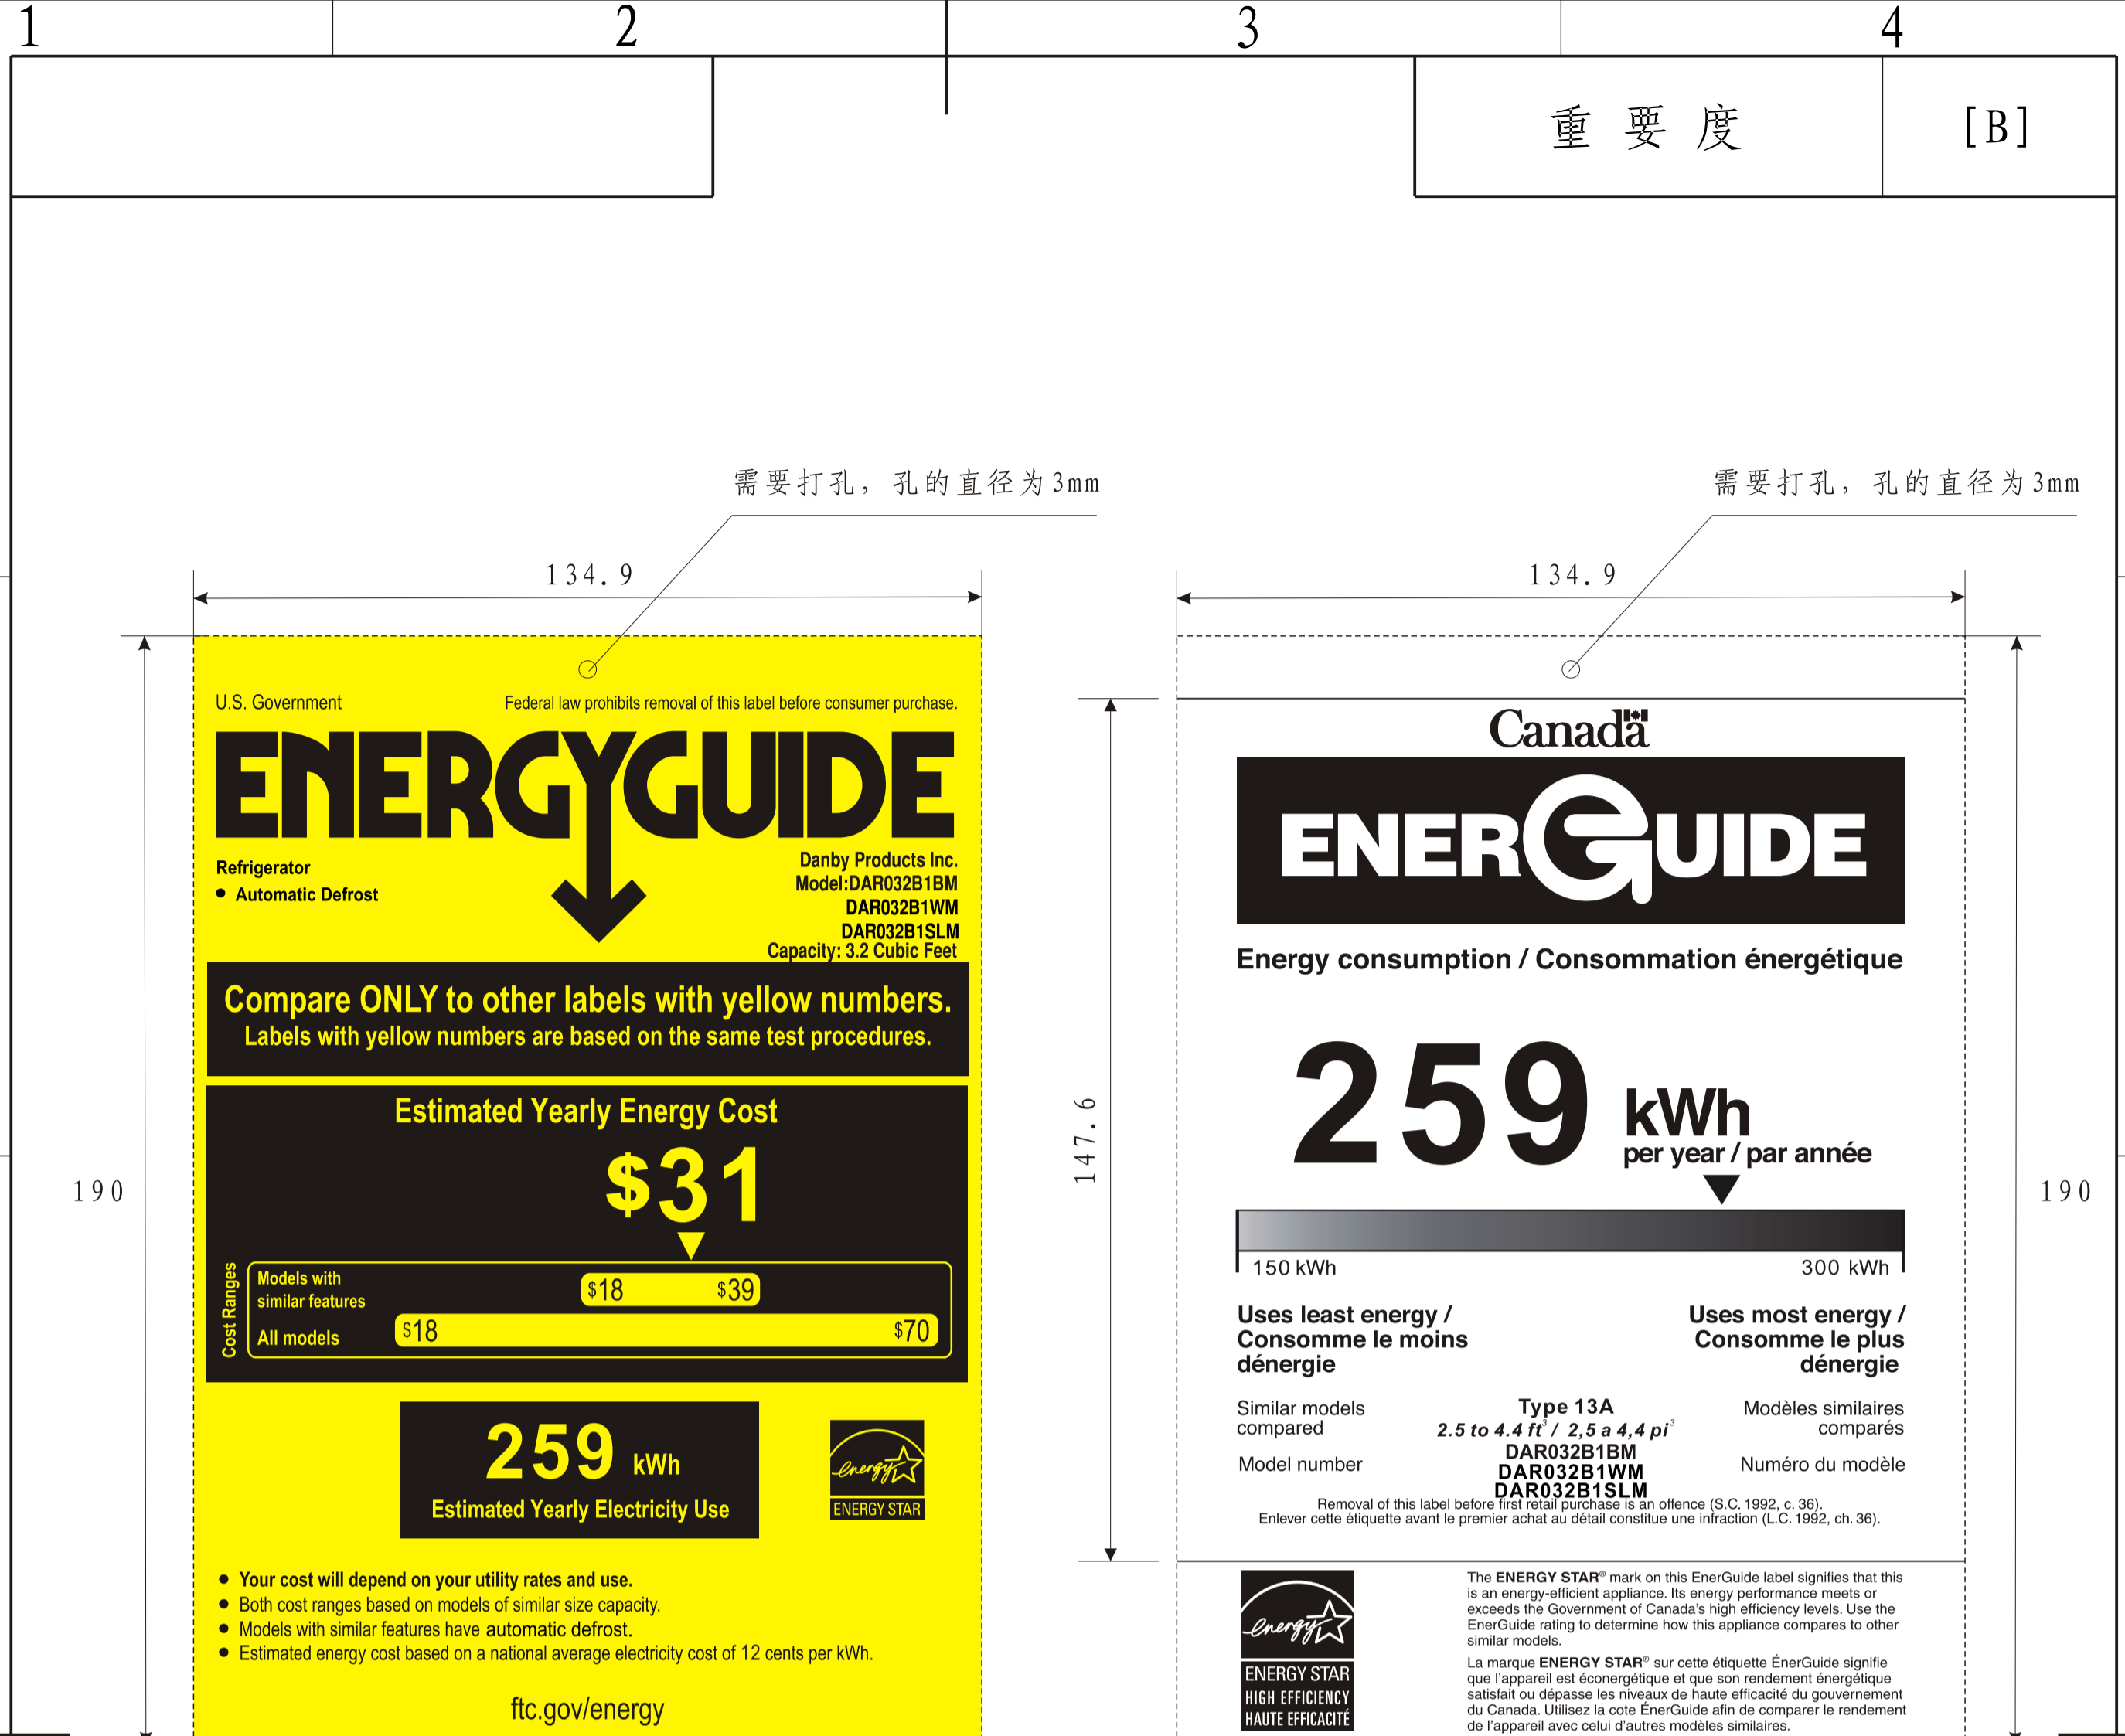 1 2 3 4
重要度 [B]
需要打孔，孔的直径为3mm
134.9
190
U.S. Government
Federal law prohibits removal of this label before consumer purchase.
ENERGYGUIDE
Refrigerator
● Automatic Defrost
Danby Products Inc.
Model:DAR032B1BM
DAR032B1WM
DAR032B1SLM
Capacity: 3.2 Cubic Feet
Compare ONLY to other labels with yellow numbers.
Labels with yellow numbers are based on the same test procedures.
Estimated Yearly Energy Cost
$31
Cost Ranges
Models with
similar features
$18 $39
All models
$18 $70
259 kWh
Estimated Yearly Electricity Use
energy
ENERGY STAR
● Your cost will depend on your utility rates and use.
● Both cost ranges based on models of similar size capacity.
● Models with similar features have automatic defrost.
● Estimated energy cost based on a national average electricity cost of 12 cents per kWh.
ftc.gov/energy
需要打孔，孔的直径为3mm
134.9
147.6
190
Canada
ENERGUIDE
Energy consumption / Consommation énergétique
259 kWh
per year / par année
150 kWh 300 kWh
Uses least energy /
Consomme le moins
dénergie
Uses most energy /
Consomme le plus
dénergie
Similar models
compared
Type 13A
2.5 to 4.4 ft³ / 2,5 a 4,4 pi³
Modèles similaires
comparés
Model number
DAR032B1BM
DAR032B1WM
DAR032B1SLM
Numéro du modèle
Removal of this label before first retail purchase is an offence (S.C. 1992, c. 36).
Enlever cette étiquette avant le premier achat au détail constitue une infraction (L.C. 1992, ch. 36).
energy
ENERGY STAR
HIGH EFFICIENCY
HAUTE EFFICACITÉ
The ENERGY STAR® mark on this EnerGuide label signifies that this
is an energy-efficient appliance. Its energy performance meets or
exceeds the Government of Canada's high efficiency levels. Use the
EnerGuide rating to determine how this appliance compares to other
similar models.
La marque ENERGY STAR® sur cette étiquette ÉnerGuide signifie
que l'appareil est éconergétique et que son rendement énergétique
satisfait ou dépasse les niveaux de haute efficacité du gouvernement
du Canada. Utilisez la cote ÉnerGuide afin de comparer le rendement
de l'appareil avec celui d'autres modèles similaires.